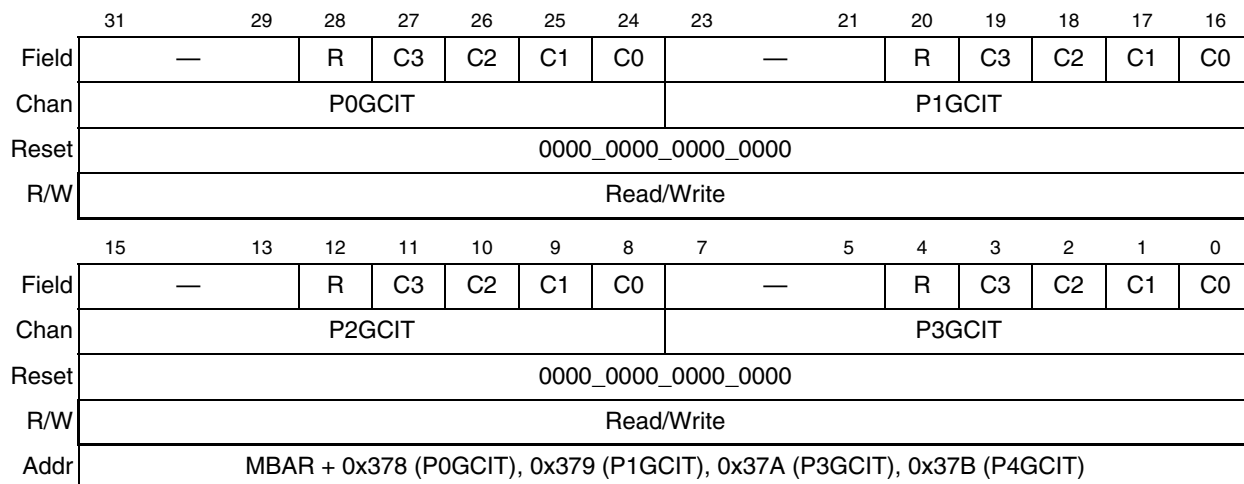 31 29 28 27 26 25 24 23 21 20 19 18 17 16
Field — R C3 C2 C1 C0 — R C3 C2 C1 C0
Chan P0GCIT P1GCIT
Reset 0000_0000_0000_0000
R/W Read/Write
15 13 12 11 10 9 8 7 5 4 3 2 1 0
Field — R C3 C2 C1 C0 — R C3 C2 C1 C0
Chan P2GCIT P3GCIT
Reset 0000_0000_0000_0000
R/W Read/Write
Addr MBAR + 0x378 (P0GCIT), 0x379 (P1GCIT), 0x37A (P3GCIT), 0x37B (P4GCIT)